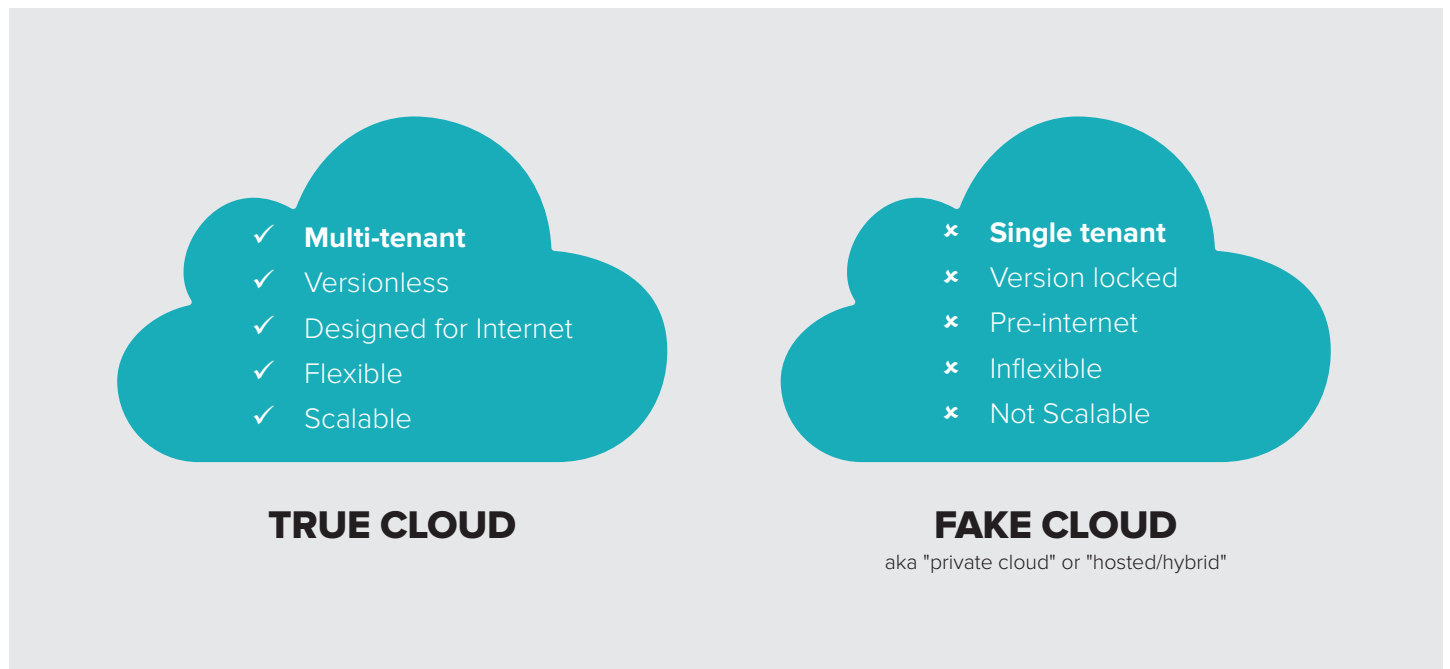 Multi-tenant
Versionless
Designed for Internet
Flexible
Scalable
TRUE CLOUD
Single tenant
Version locked
Pre-internet
Inflexible
Not Scalable
FAKE CLOUD
aka "private cloud" or "hosted/hybrid"